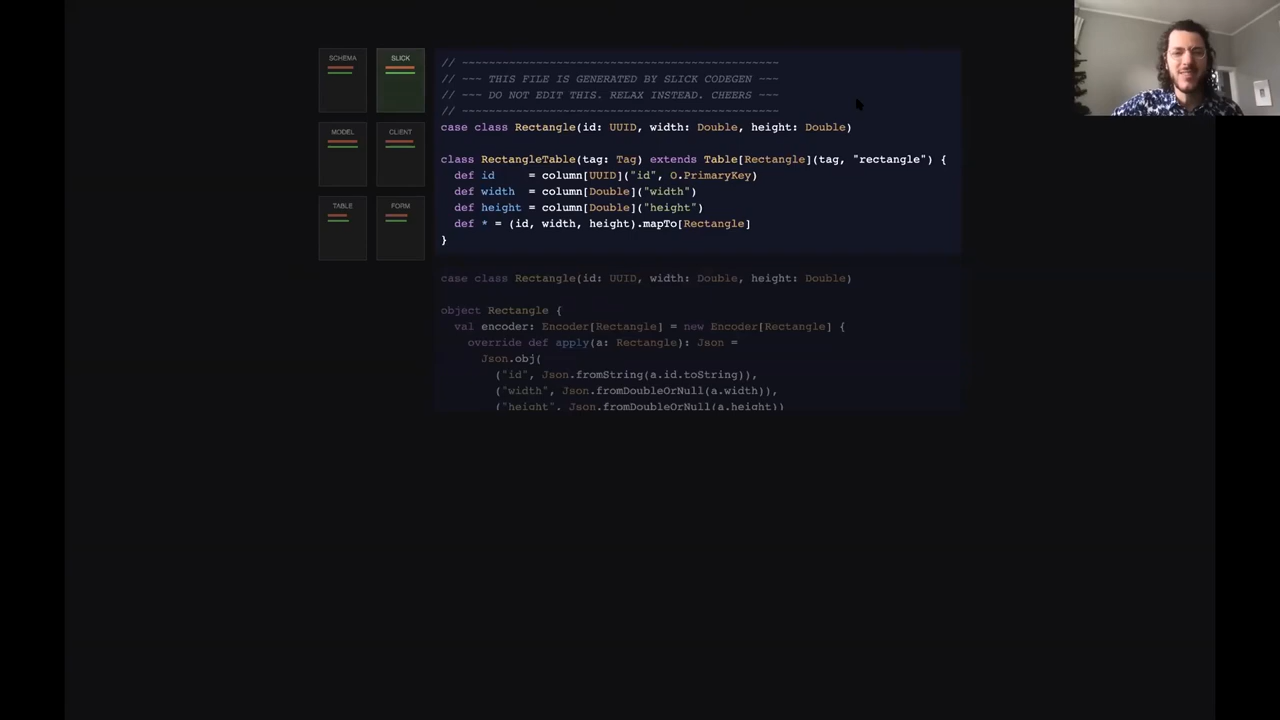 SCHEMA
SLICK
MODEL
CLIENT
TABLE
FORM
// ~~~~~~~~~~~~~~~~~~~~~~~~~~~~~~~~~~~~~~~~~~~~~~~
// ~~~ THIS FILE IS GENERATED BY SLICK CODEGEN ~~~
// ~~~ DO NOT EDIT THIS. RELAX INSTEAD. CHEERS ~~~
// ~~~~~~~~~~~~~~~~~~~~~~~~~~~~~~~~~~~~~~~~~~~~~~~
case class Rectangle(id: UUID, width: Double, height: Double)
class RectangleTable(tag: Tag) extends Table[Rectangle](tag, "rectangle") {
  def id     = column[UUID]("id", O.PrimaryKey)
  def width  = column[Double]("width")
  def height = column[Double]("height")
  def * = (id, width, height).mapTo[Rectangle]
}
case class Rectangle(id: UUID, width: Double, height: Double)
object Rectangle {
  val encoder: Encoder[Rectangle] = new Encoder[Rectangle] {
    override def apply(a: Rectangle): Json =
      Json.obj(
        ("id", Json.fromString(a.id.toString)),
        ("width", Json.fromDoubleOrNull(a.width)),
        ("height", Json.fromDoubleOrNull(a.height))